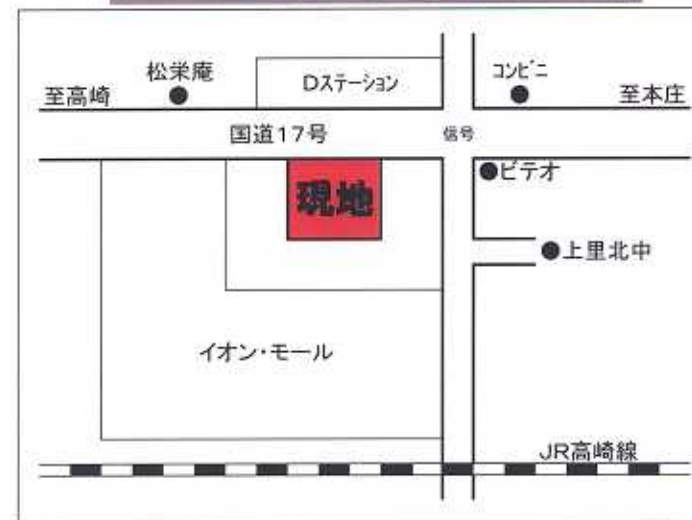 松栄庵
Dステーション
コンビニ
至高崎
至本庄
国道17号
信号
現地
ビテオ
上里北中
イオン・モール
JR高崎線